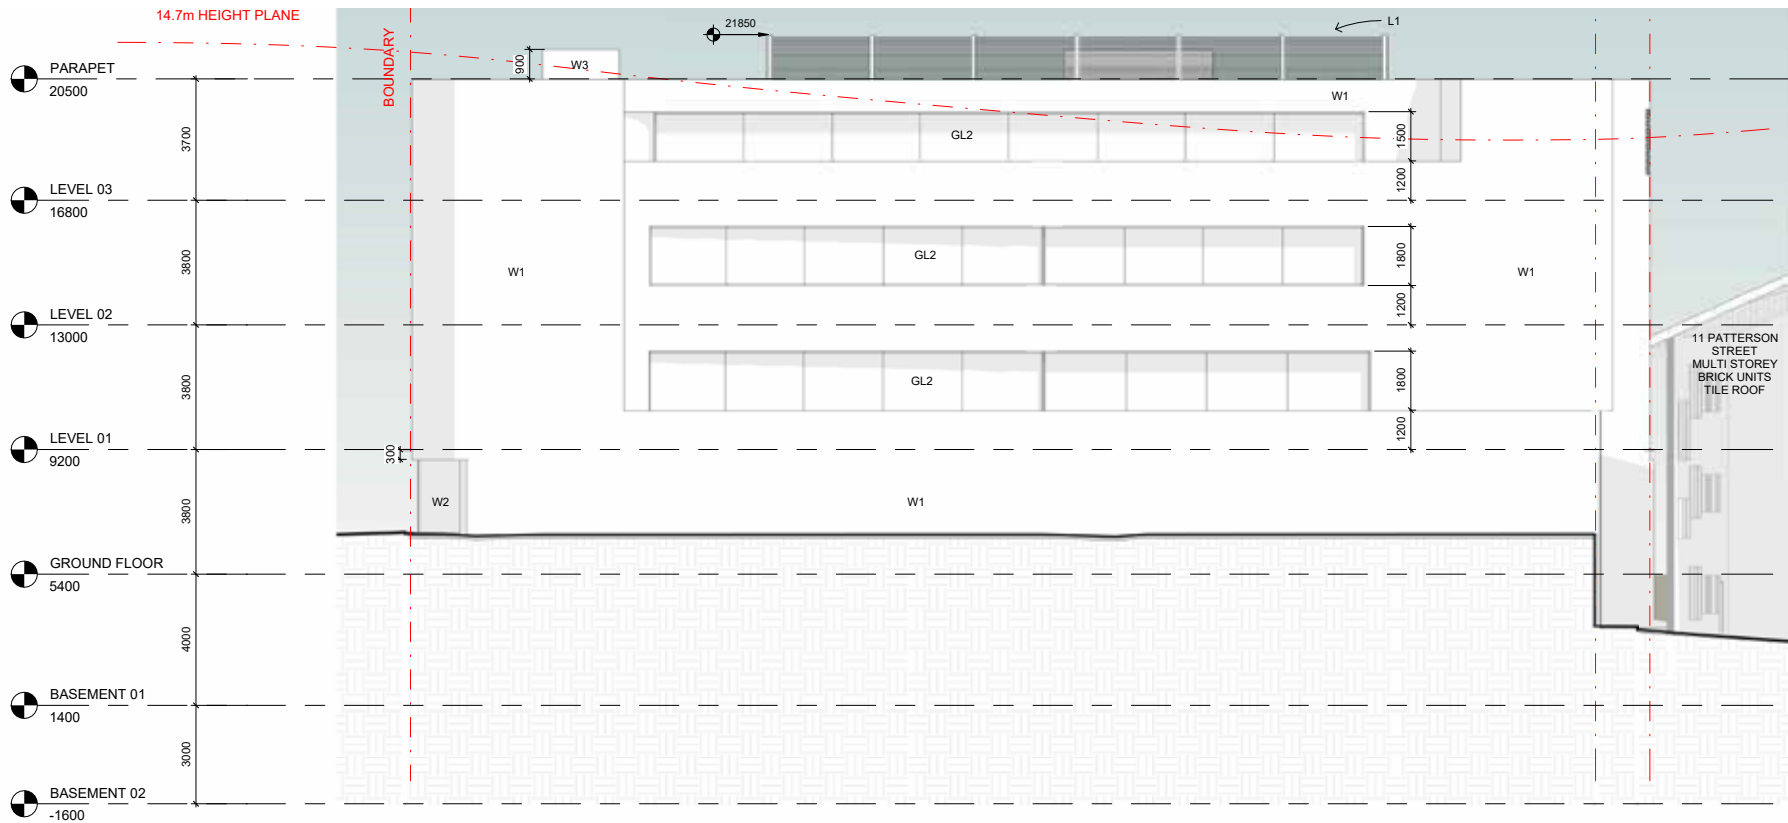 14.7m HEIGHT PLANE
BOUNDARY
21850
L1
900
W3
PARAPET
20500
W1
GL2
1500
3700
1200
LEVEL 03
16800
3800
W1
GL2
1800
W1
1200
LEVEL 02
13000
11 PATTERSON
STREET
MULTI STOREY
BRICK UNITS
TILE ROOF
3800
GL2
1800
1200
LEVEL 01
9200
300
3800
W2
W1
GROUND FLOOR
5400
4000
BASEMENT 01
1400
3000
BASEMENT 02
-1600